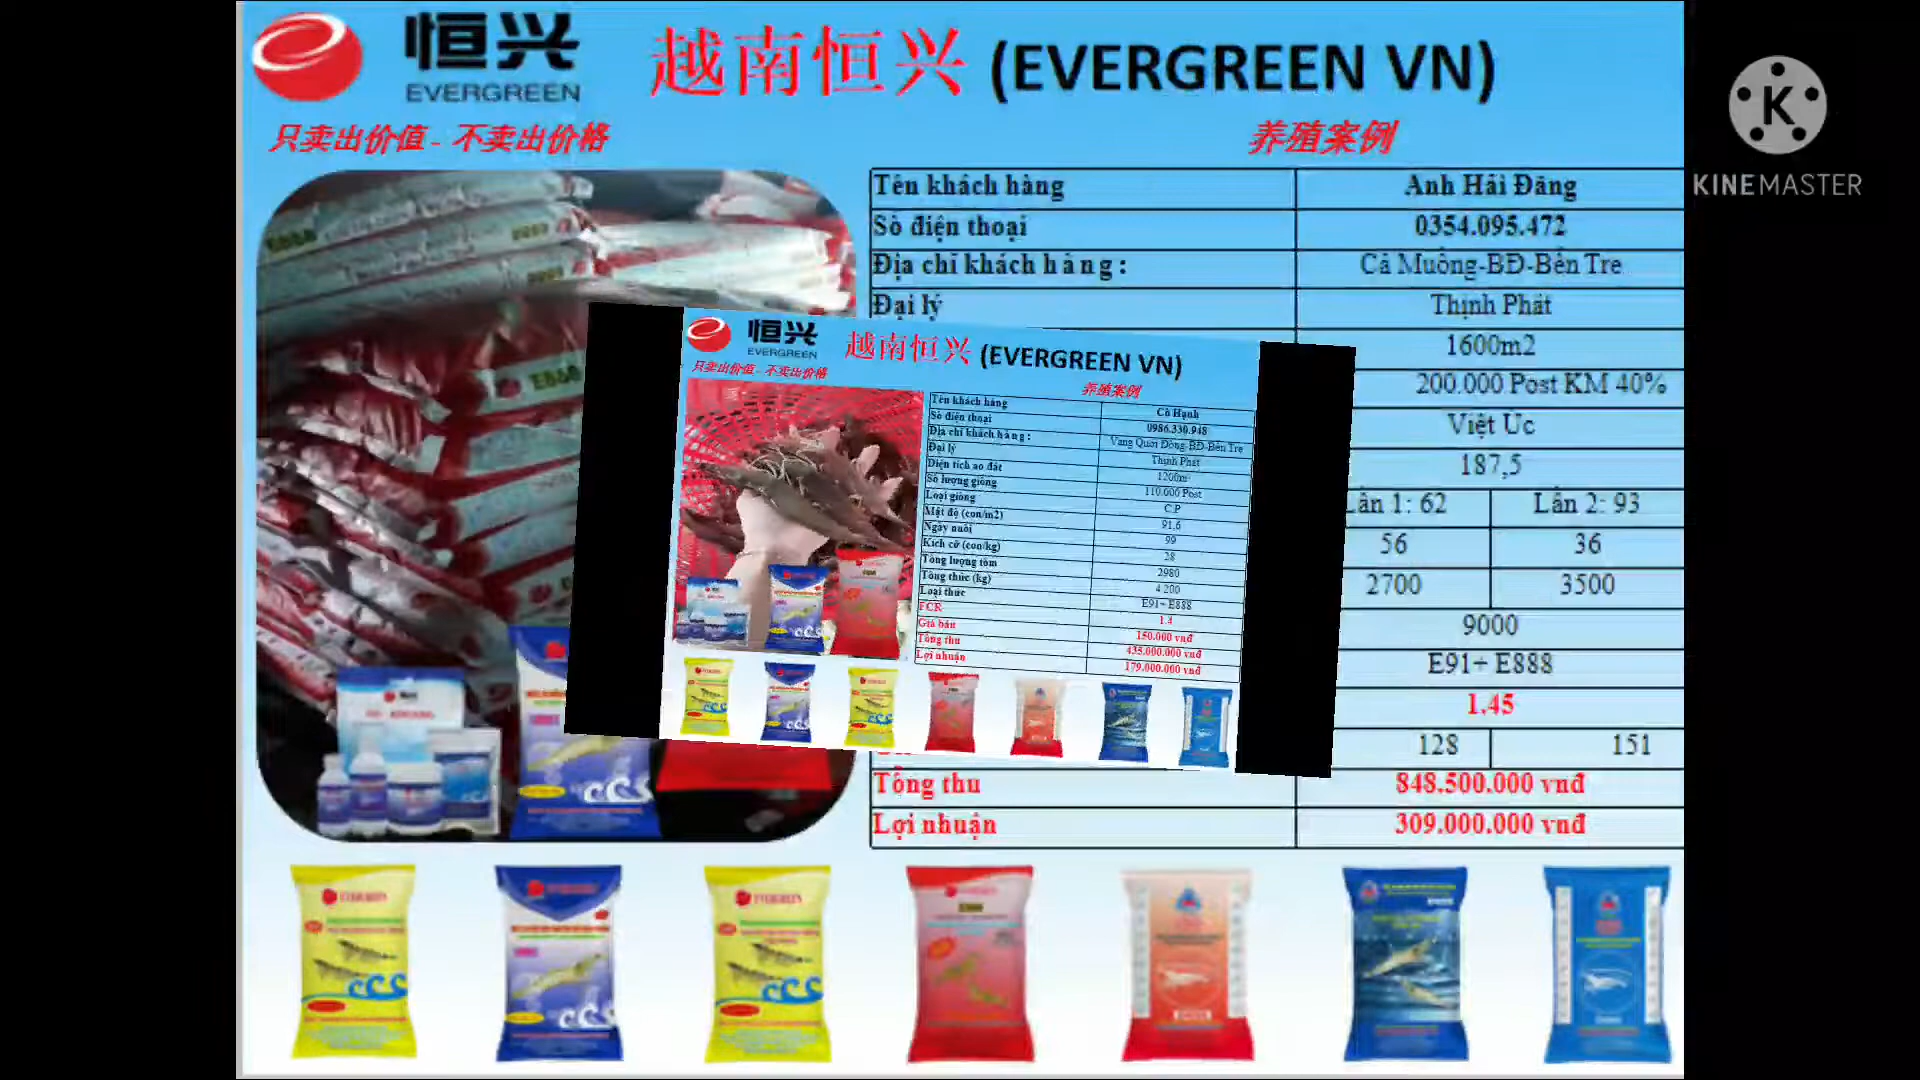 恒兴
EVERGREEN
越南恒兴 (EVERGREEN VN)
只卖出价值 - 不卖出价格
养殖案例
KINEMASTER
Tên khách hàng Anh Hải Đăng
Số điện thoại 0354.095.472
Địa chỉ khách hàng : Cả Muồng-BĐ-Bến Tre
Đại lý Thịnh Phát
1600m2
200.000 Post KM 40%
Việt Úc
187,5
Lần 1: 62 Lần 2: 93
56 36
2700 3500
9000
E91+ E888
1.45
128 151
Tổng thu 848.500.000 vnđ
Lợi nhuận 309.000.000 vnđ
恒兴
EVERGREEN
越南恒兴 (EVERGREEN VN)
只卖出价值 - 不卖出价格
养殖案例
Tên khách hàng Cô Hạnh
Số điện thoại 0986.330.948
Địa chỉ khách hàng : Vang Quới Đông-BĐ-Bến Tre
Đại lý Thịnh Phát
Diện tích ao đất 1200m
Số lượng giống 110.000 Post
Loại giống C.P
Mật độ (con/m2) 91,6
Ngày nuôi 99
Kích cỡ (con/kg) 28
Tổng lượng tôm 2980
Tổng thức (kg) 4.200
Loại thức E91+ E888
FCR 1.4
Giá bán 150.000 vnđ
Tổng thu 435.000.000 vnđ
Lợi nhuận 179.000.000 vnđ
EVERGREEN
EVERGREEN
EVERGREEN
EVERGREEN